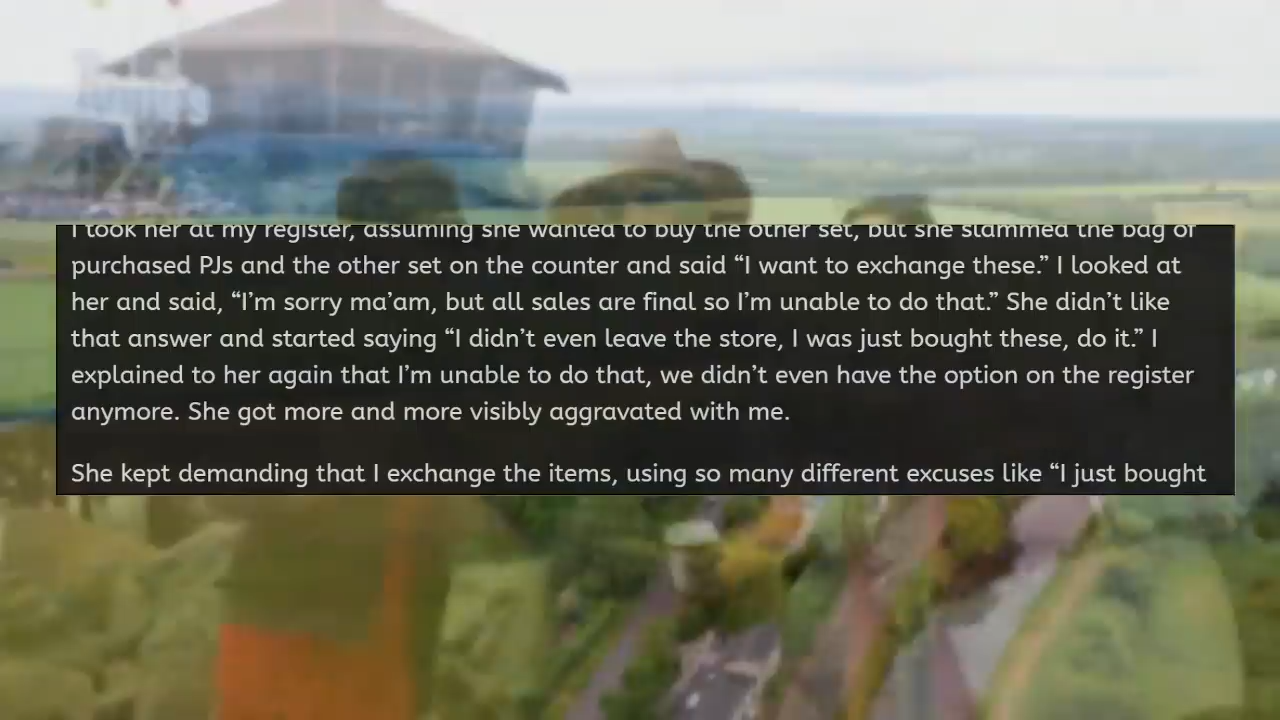 I took her at my register, assuming she wanted to buy the other set, but she slammed the bag of
purchased PJs and the other set on the counter and said “I want to exchange these.” I looked at
her and said, “I’m sorry ma’am, but all sales are final so I’m unable to do that.” She didn’t like
that answer and started saying “I didn’t even leave the store, I was just bought these, do it.” I
explained to her again that I’m unable to do that, we didn’t even have the option on the register
anymore. She got more and more visibly aggravated with me.
She kept demanding that I exchange the items, using so many different excuses like “I just bought